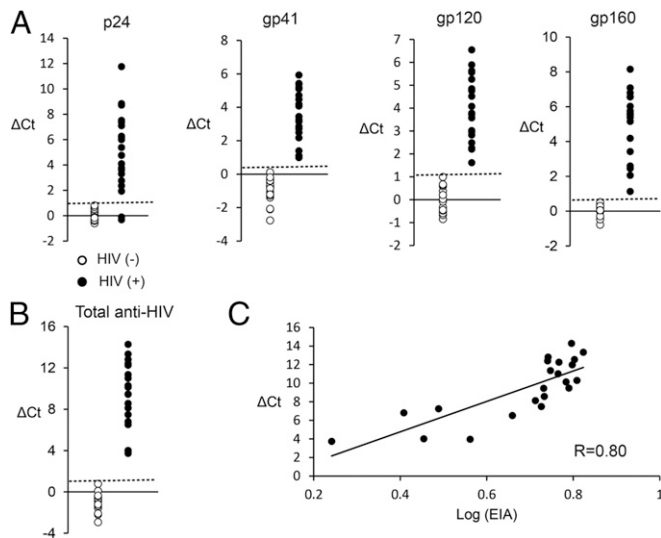 A
p24
gp41
gp120
gp160
ΔCt
14
12
10
8
6
4
2
0
-2
ΔCt
8
6
4
2
0
-2
-4
ΔCt
7
6
5
4
3
2
1
0
-1
2
ΔCt
10
8
6
4
2
0
-2
HIV (-)
HIV (+)
B
Total anti-HIV
ΔCt
16
12
8
4
0
-4
C
ΔCt
16
14
12
10
8
6
4
2
0
0.2
0.4
0.6
0.8
1
Log (EIA)
R=0.80